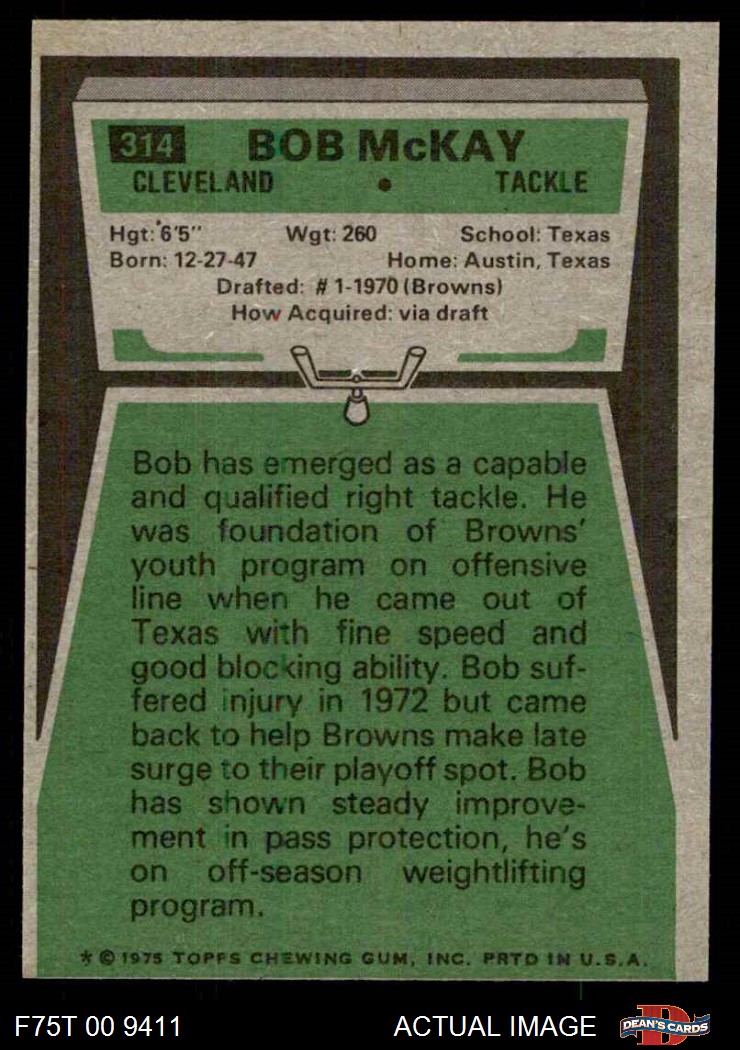 314 BOB McKAY
CLEVELAND • TACKLE
Hgt: 6'5" Wgt: 260 School: Texas
Born: 12-27-47 Home: Austin, Texas
Drafted: # 1-1970 (Browns)
How Acquired: via draft
Bob has emerged as a capable
and qualified right tackle. He
was foundation of Browns'
youth program on offensive
line when he came out of
Texas with fine speed and
good blocking ability. Bob suf-
fered injury in 1972 but came
back to help Browns make late
surge to their playoff spot. Bob
has shown steady improve-
ment in pass protection, he's
on off-season weightlifting
program.
* © 1975 TOPPS CHEWING GUM, INC. PRTD IN U.S.A.
F75T 00 9411 ACTUAL IMAGE D DEAN'S CARDS